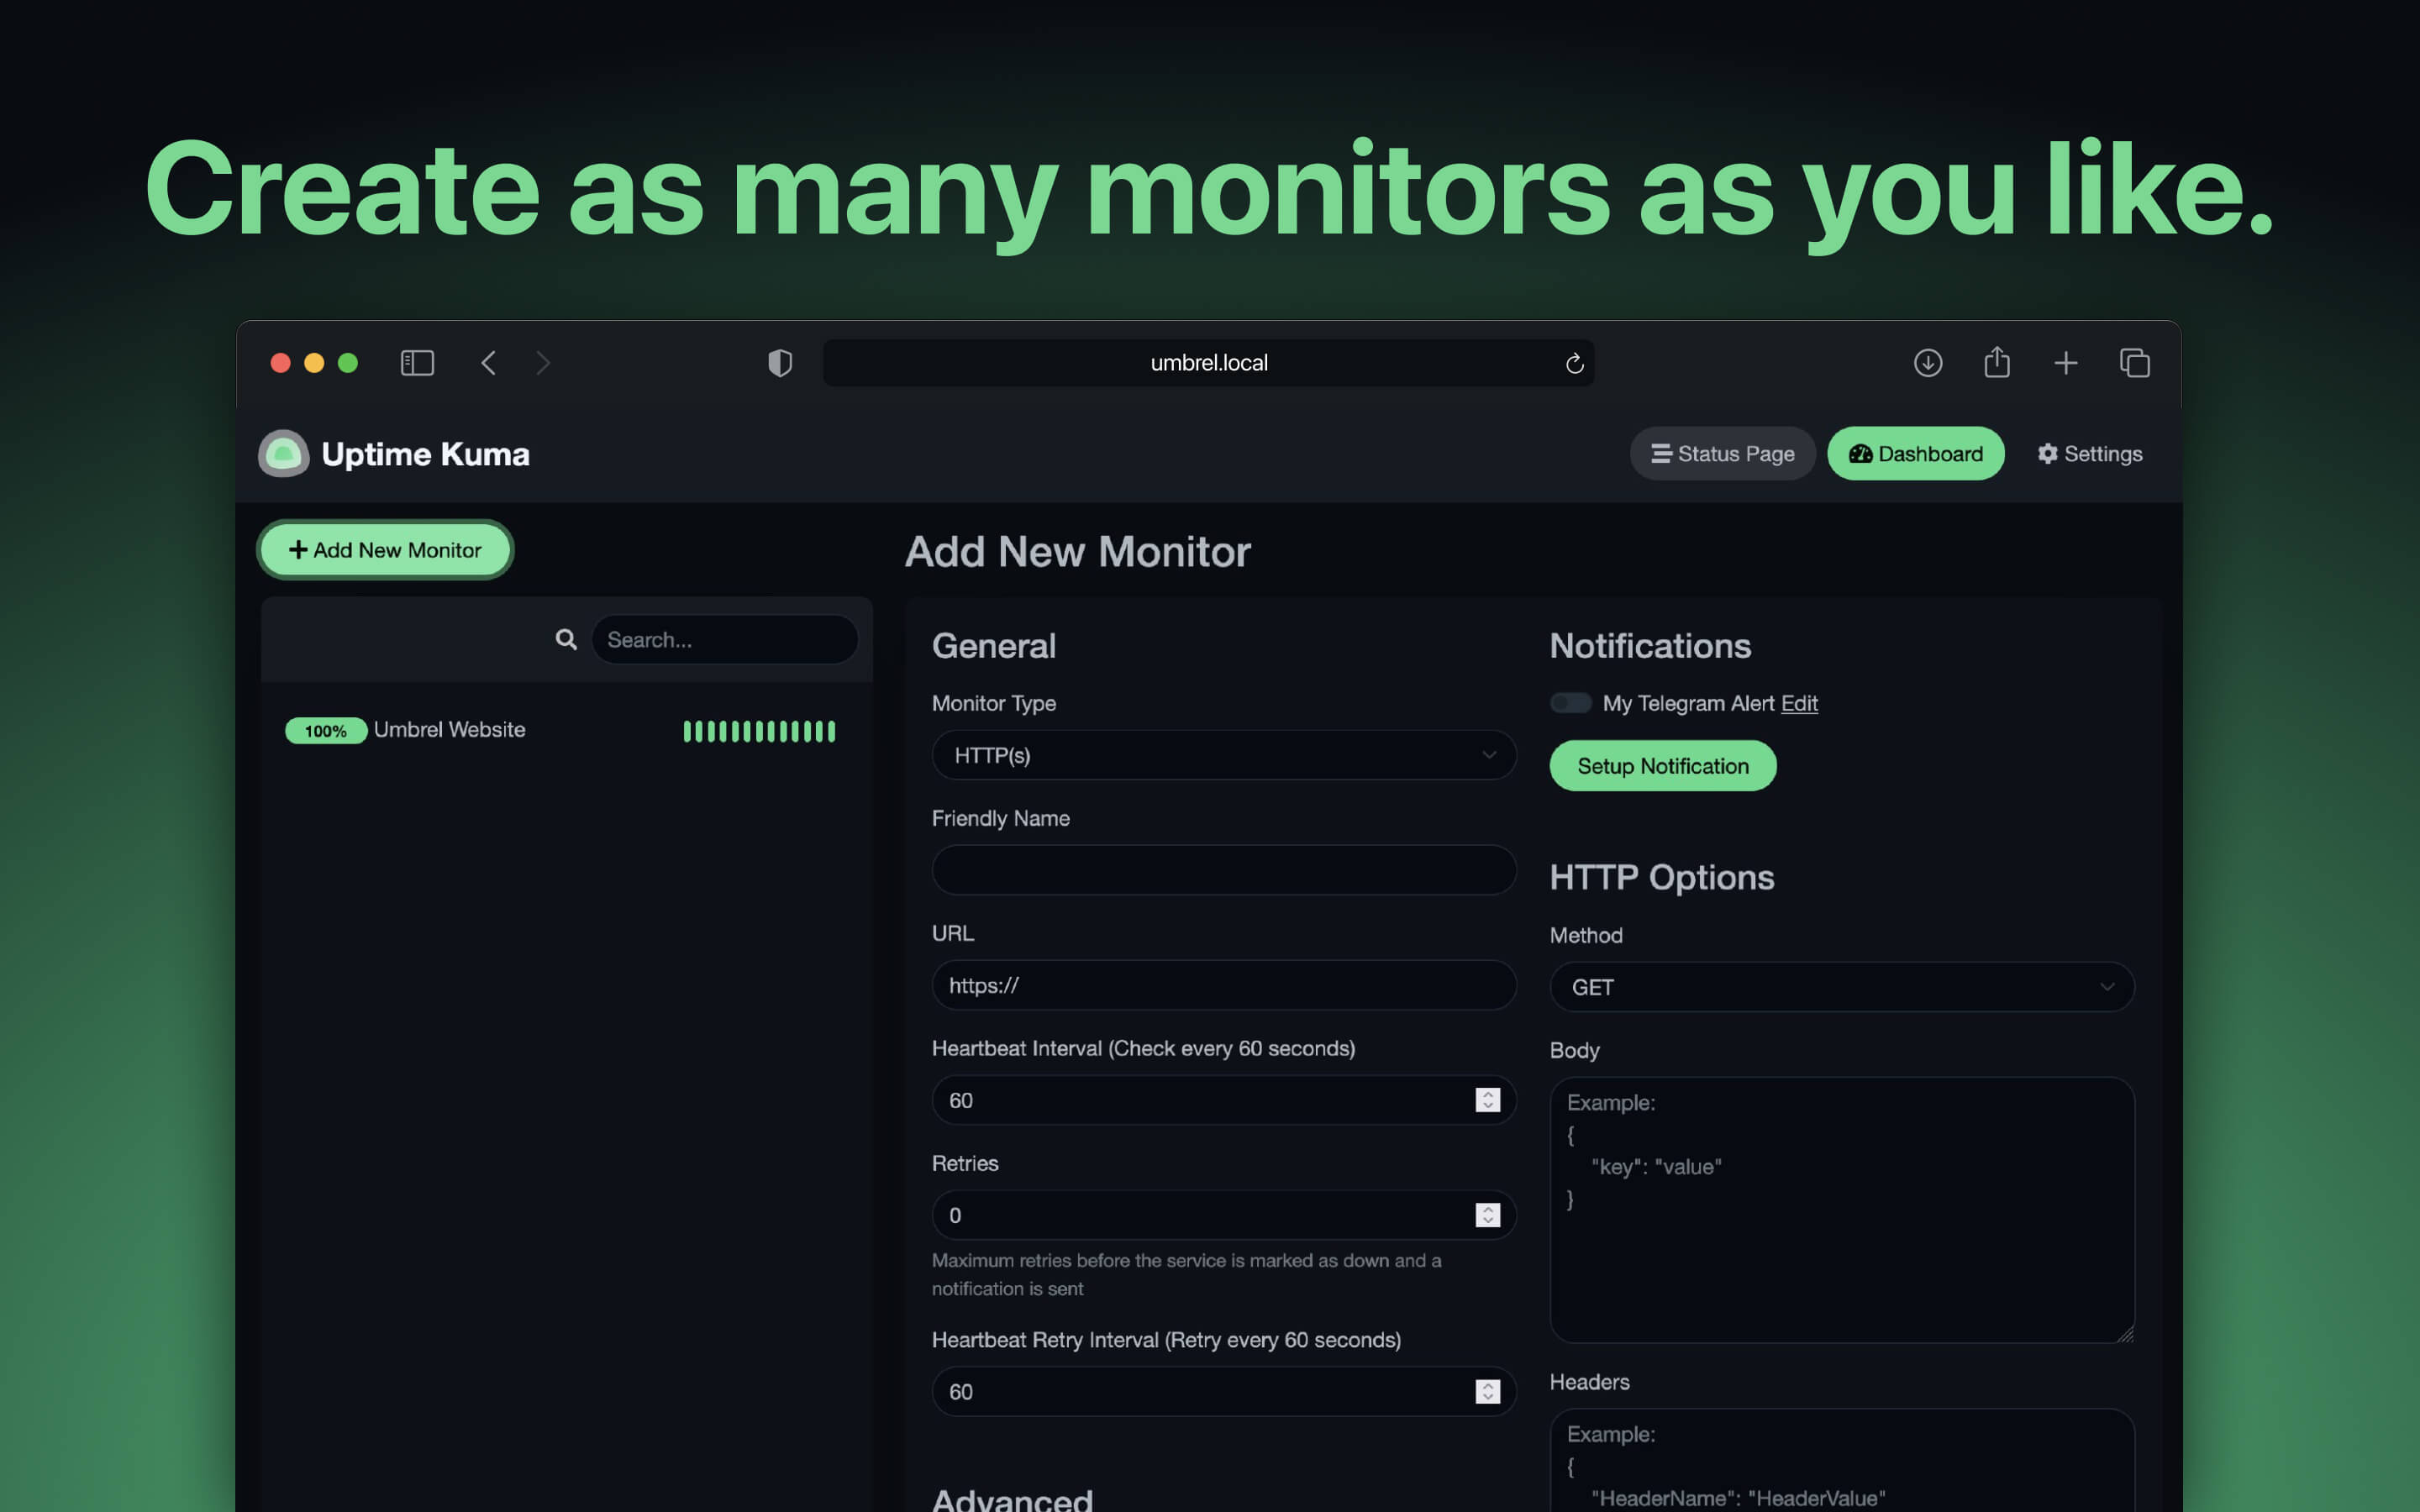 Create as many monitors as you like.
umbrel.local
Uptime Kuma
Status Page
Dashboard
Settings
Add New Monitor
Search...
100% Umbrel Website
Add New Monitor
General
Monitor Type
HTTP(s)
Friendly Name
URL
https://
Heartbeat Interval (Check every 60 seconds)
60
Retries
0
Maximum retries before the service is marked as down and a
notification is sent
Heartbeat Retry Interval (Retry every 60 seconds)
60
Advanced
Notifications
My Telegram Alert Edit
Setup Notification
HTTP Options
Method
GET
Body
Example:
{
"key": "value"
}
Headers
Example:
{
"HeaderName": "HeaderValue"